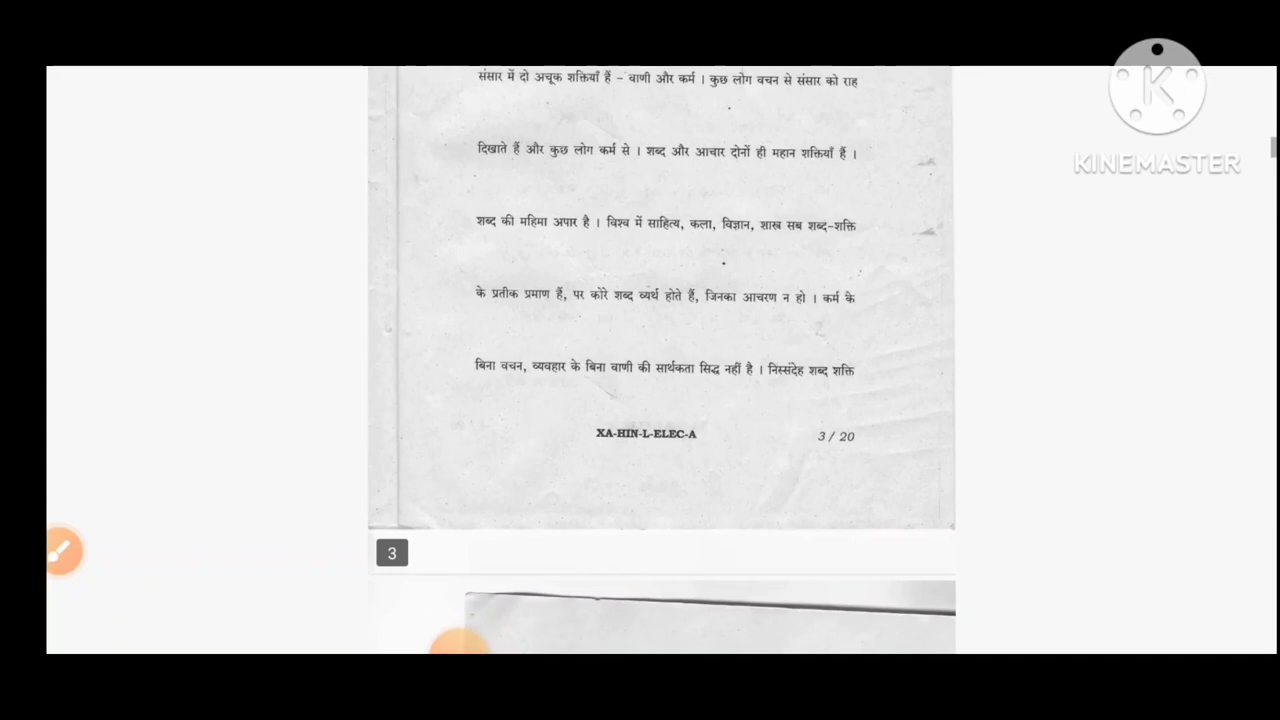 संसार में दो अचूक शक्तियाँ हैं - वाणी और कर्म । कुछ लोग वचन से संसार को राह
दिखाते हैं और कुछ लोग कर्म से । शब्द और आचार दोनों ही महान शक्तियाँ हैं ।
शब्द की महिमा अपार है । विश्व में साहित्य, कला, विज्ञान, शास्त्र सब शब्द-शक्ति
के प्रतीक प्रमाण हैं, पर कोरे शब्द व्यर्थ होते हैं, जिनका आचरण न हो । कर्म के
बिना वचन, व्यवहार के बिना वाणी की सार्थकता सिद्ध नहीं है । निस्संदेह शब्द शक्ति
XA-HIN-L-ELEC-A 3 / 20
3
K
KINEMASTER